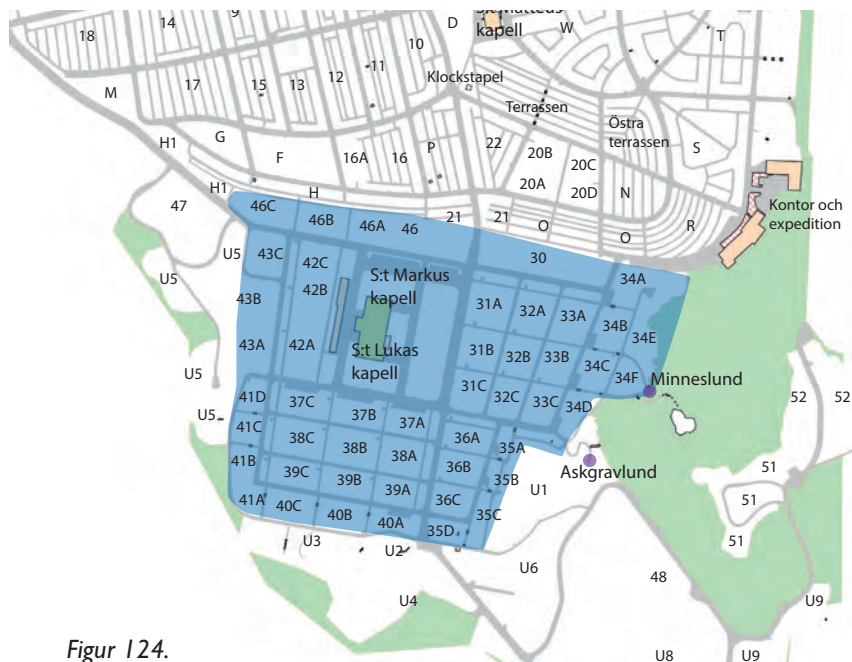 9
14
18
10
D
S:t Matteus
kapell
W
T
11
12
Klockstapel
17
15
13
M
Terrassen
Östra
terrassen
G
H1
F
16A
16
P
22
20B
20C
S
20A
20D
N
H1
H
47
46C
46B
46A
46
21
21
O
O
R
Kontor och
expedition
U5
43C
42C
30
34A
U5
43B
42B
S:t Markus
kapell
31A
32A
33A
34B
34E
43A
42A
S:t Lukas
kapell
31B
32B
33B
34C
34F
U5
31C
32C
33C
34D
Minneslund
41D
37C
37B
37A
52
52
U5
41C
38C
38B
38A
36A
35A
41B
39C
39B
39A
36B
35B
Askgravlund
51
U1
41A
40C
40B
40A
36C
35C
51
35D
51
U3
U2
U6
48
U4
U9
U8
U9
Figur 124.